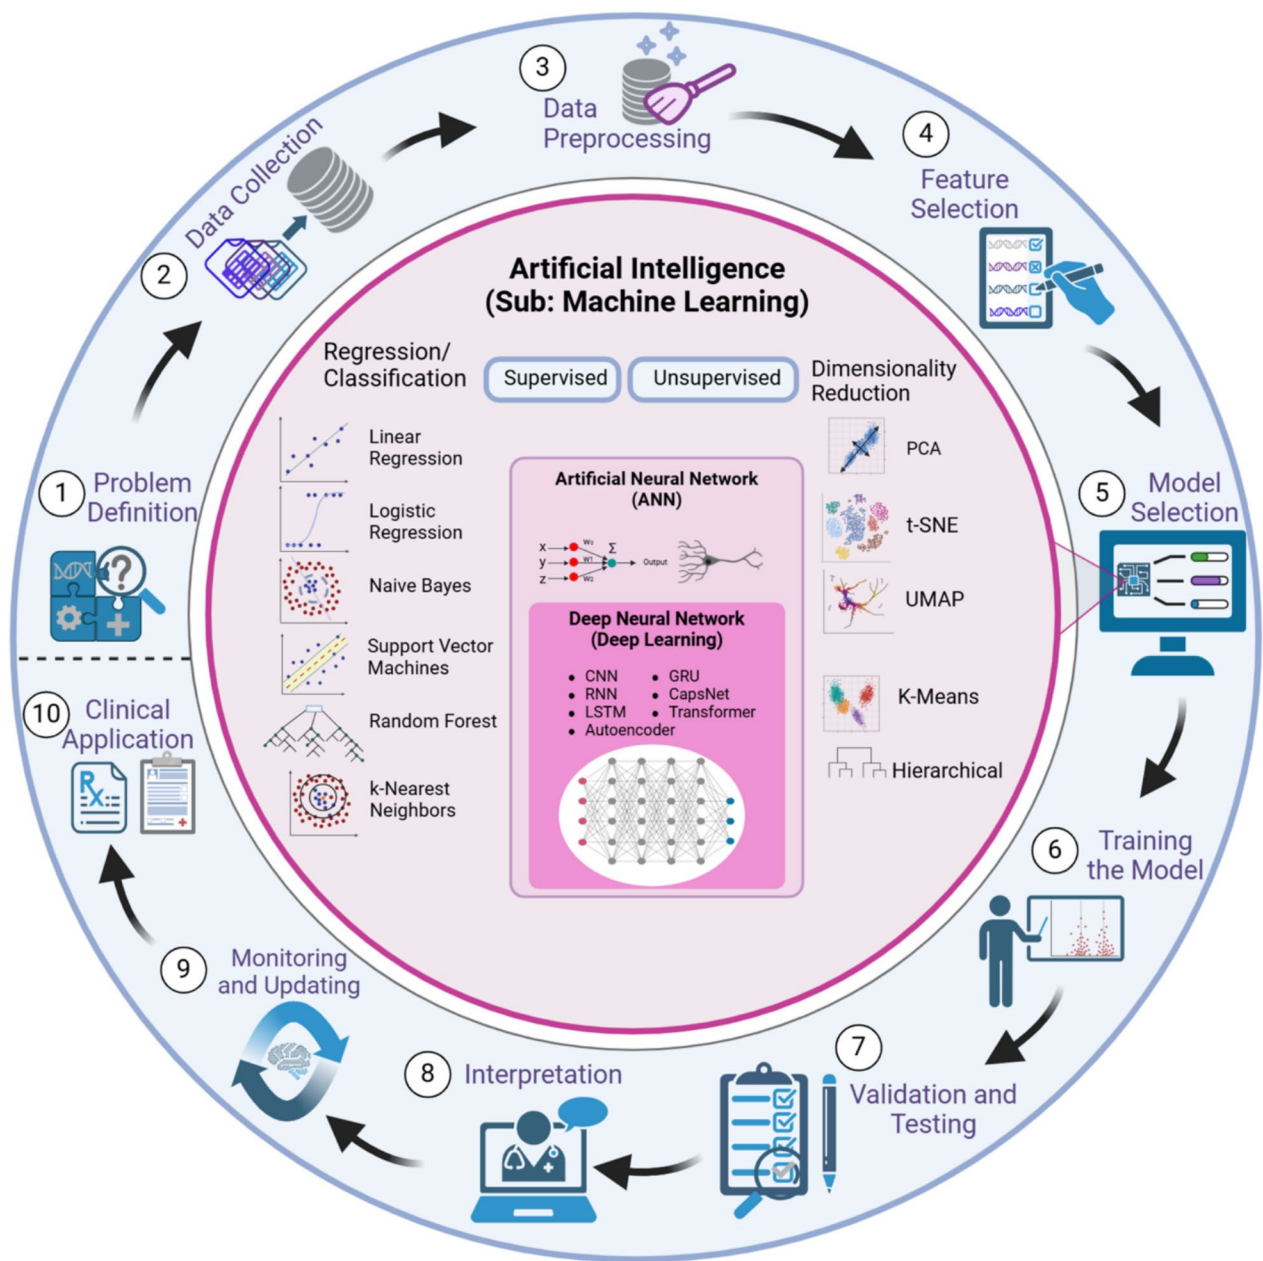 1
Problem
Definition
2
Data Collection
3
Data
Preprocessing
4
Feature
Selection
5
Model
Selection
6
Training
the Model
7
Validation and
Testing
8
Interpretation
9
Monitoring
and Updating
10
Clinical
Application
Rx
?
Artificial Intelligence
(Sub: Machine Learning)
Supervised
Unsupervised
Regression/
Classification
Linear
Regression
Logistic
Regression
Naive Bayes
Support Vector
Machines
Random Forest
k-Nearest
Neighbors
Artificial Neural Network
(ANN)
x
y
z
w₀
w₁
w₂
Σ
Output
Deep Neural Network
(Deep Learning)
• CNN
• RNN
• LSTM
• Autoencoder
• GRU
• CapsNet
• Transformer
Dimensionality
Reduction
PCA
t-SNE
UMAP
K-Means
Hierarchical